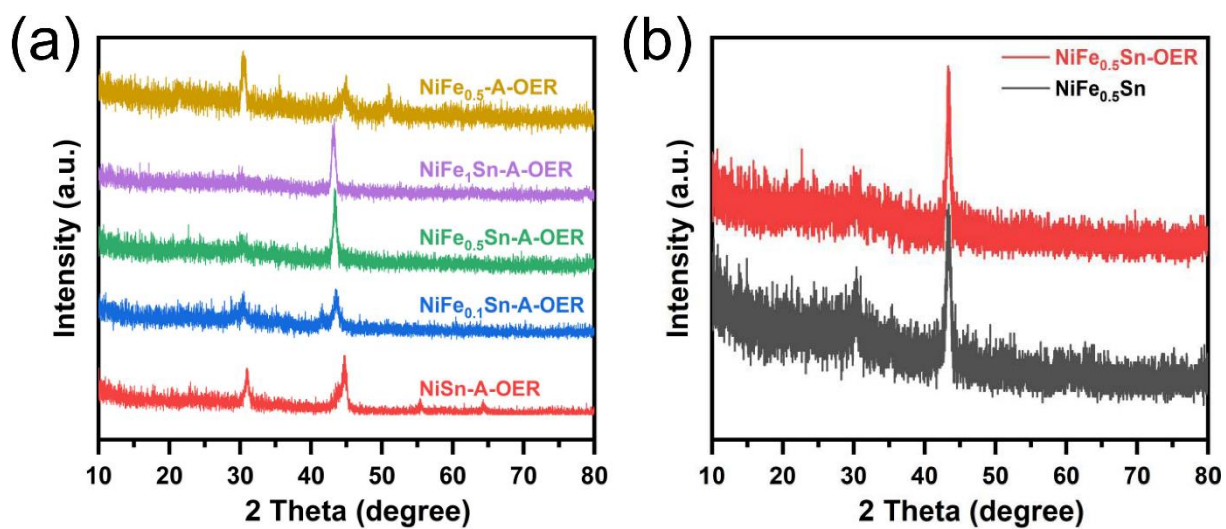 (a)
NiFe0.5-A-OER
NiFe1Sn-A-OER
NiFe0.5Sn-A-OER
NiFe0.1Sn-A-OER
NiSn-A-OER
Intensity (a.u.)
10 20 30 40 50 60 70 80
2 Theta (degree)
(b)
NiFe0.5Sn-OER
NiFe0.5Sn
Intensity (a.u.)
10 20 30 40 50 60 70 80
2 Theta (degree)